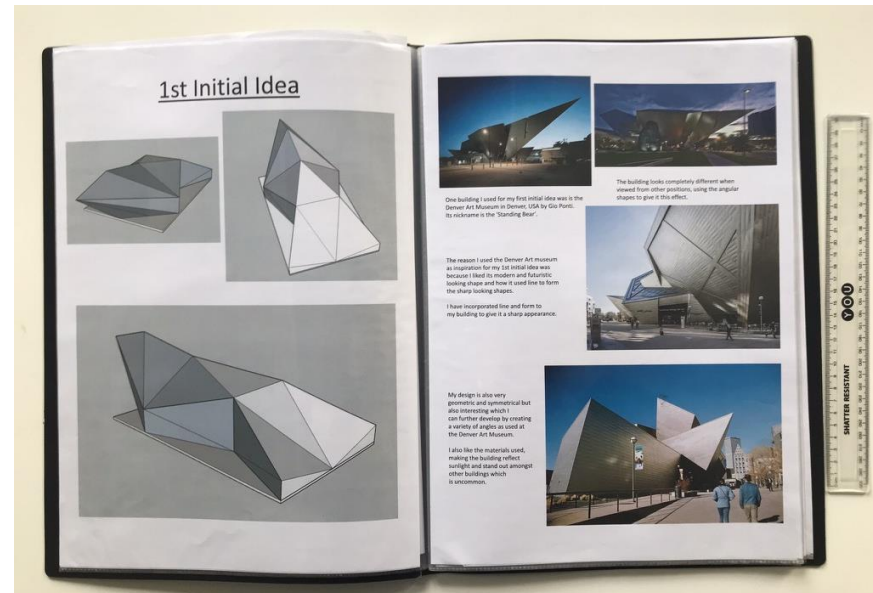 1st Initial Idea
One building I used for my first initial idea was is the
Denver Art Museum in Denver, USA by Gio Ponti.
Its nickname is the 'Standing Bear'.
The building looks completely different when
viewed from other positions, using the angular
shapes to give it this effect.
The reason I used the Denver Art museum
as inspiration for my 1st initial idea was
because I liked its modern and futuristic
looking shape and how it used line to form
the sharp looking shapes.
I have incorporated line and form to
my building to give it a sharp appearance.
My design is also very
geometric and symmetrical but
also interesting which I
can further develop by creating
a variety of angles as used at
the Denver Art Museum.
I also like the materials used,
making the building reflect
sunlight and stand out amongst
other buildings which
is uncommon.
YOU
SHATTER RESISTANT